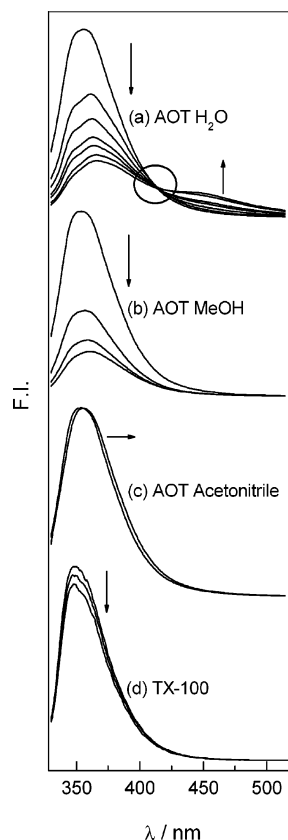 (a) AOT H₂O
(b) AOT MeOH
F.I.
(c) AOT Acetonitrile
(d) TX-100
350 400 450 500
λ / nm